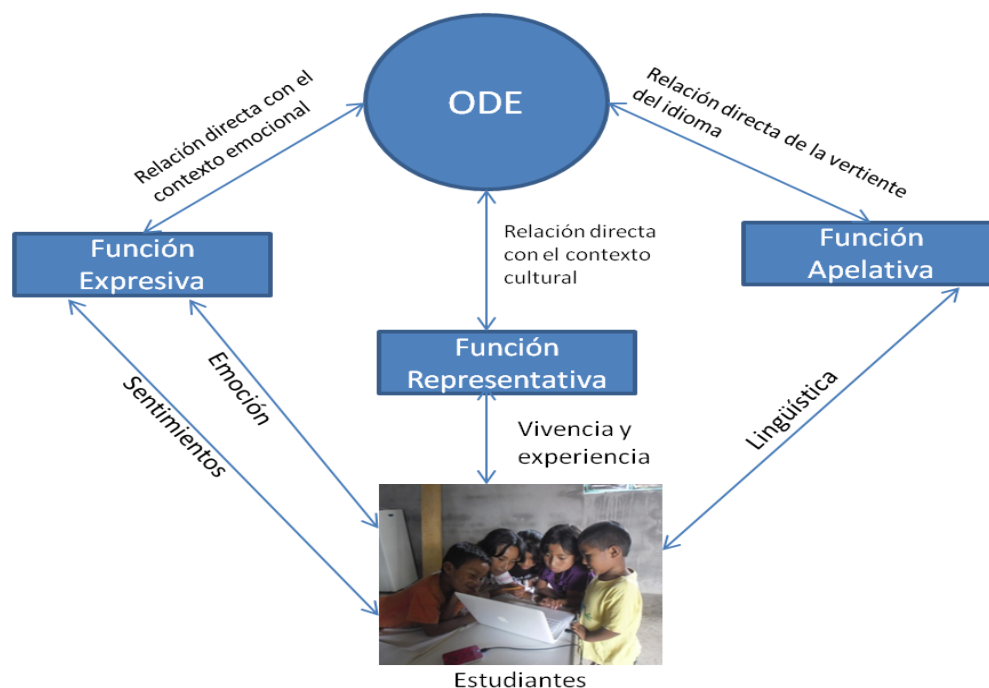 ODE
Relación directa con el
contexto emocional
Relación directa de la vertiente
del idioma
Función
Expresiva
Relación directa
con el contexto
cultural
Función
Apelativa
Función
Representativa
Sentimientos
Emoción
Vivencia y
experiencia
Lingüística
Estudiantes